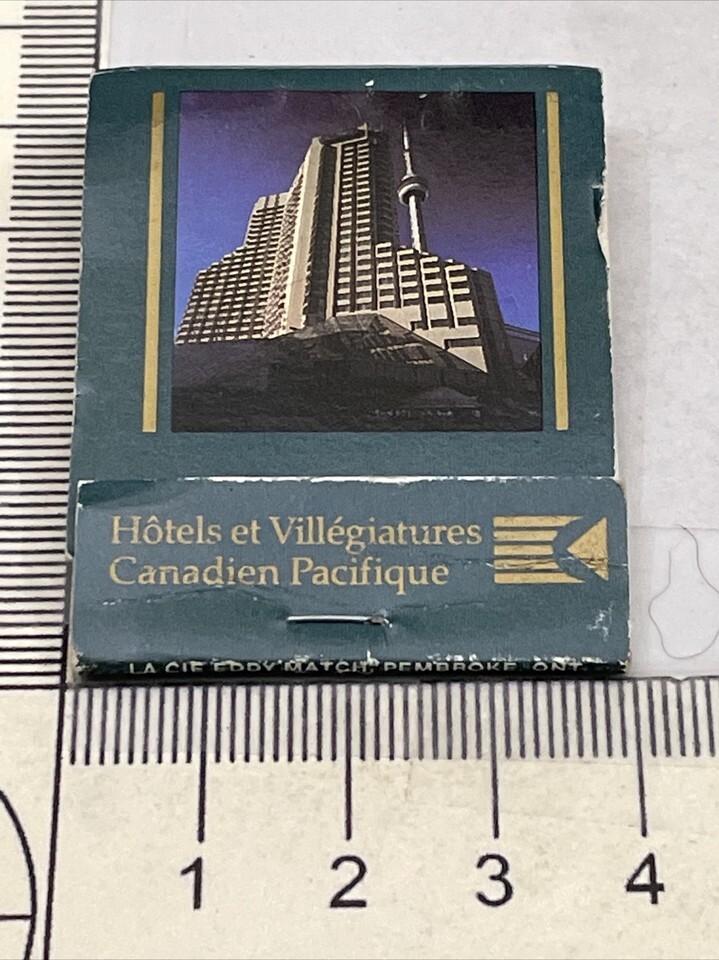 Hôtels et Villégiatures
Canadien Pacifique
LA CIE EDDY MATCH, PEMBROKE, ONT.
1 2 3 4